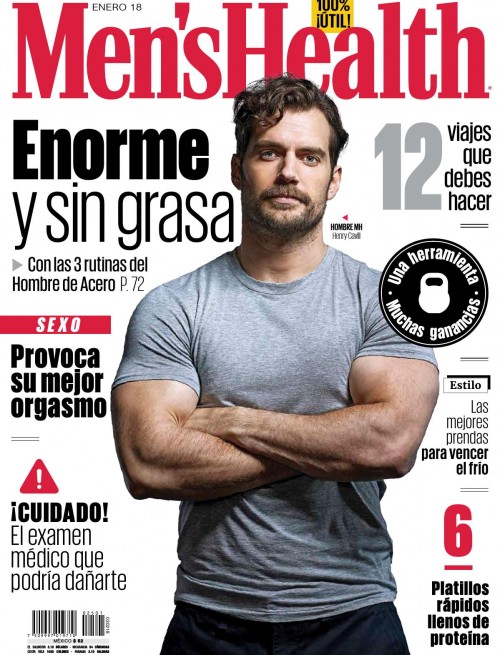 ENERO 18
100%
¡ÚTIL!
Men'sHealth
Enorme
y sin grasa
Con las 3 rutinas del
Hombre de Acero P. 72
12
viajes
que
debes
hacer
HOMBRE MH
Henry Cavill
Una herramienta
Muchas ganancias
SEXO
Provoca
su mejor
orgasmo
Estilo
Las
mejores
prendas
para vencer
el frío
¡CUIDADO!
El examen
médico que
podría dañarte
6
Platillos
rápidos
llenos de
proteína
02501
MÉXICO $ 62